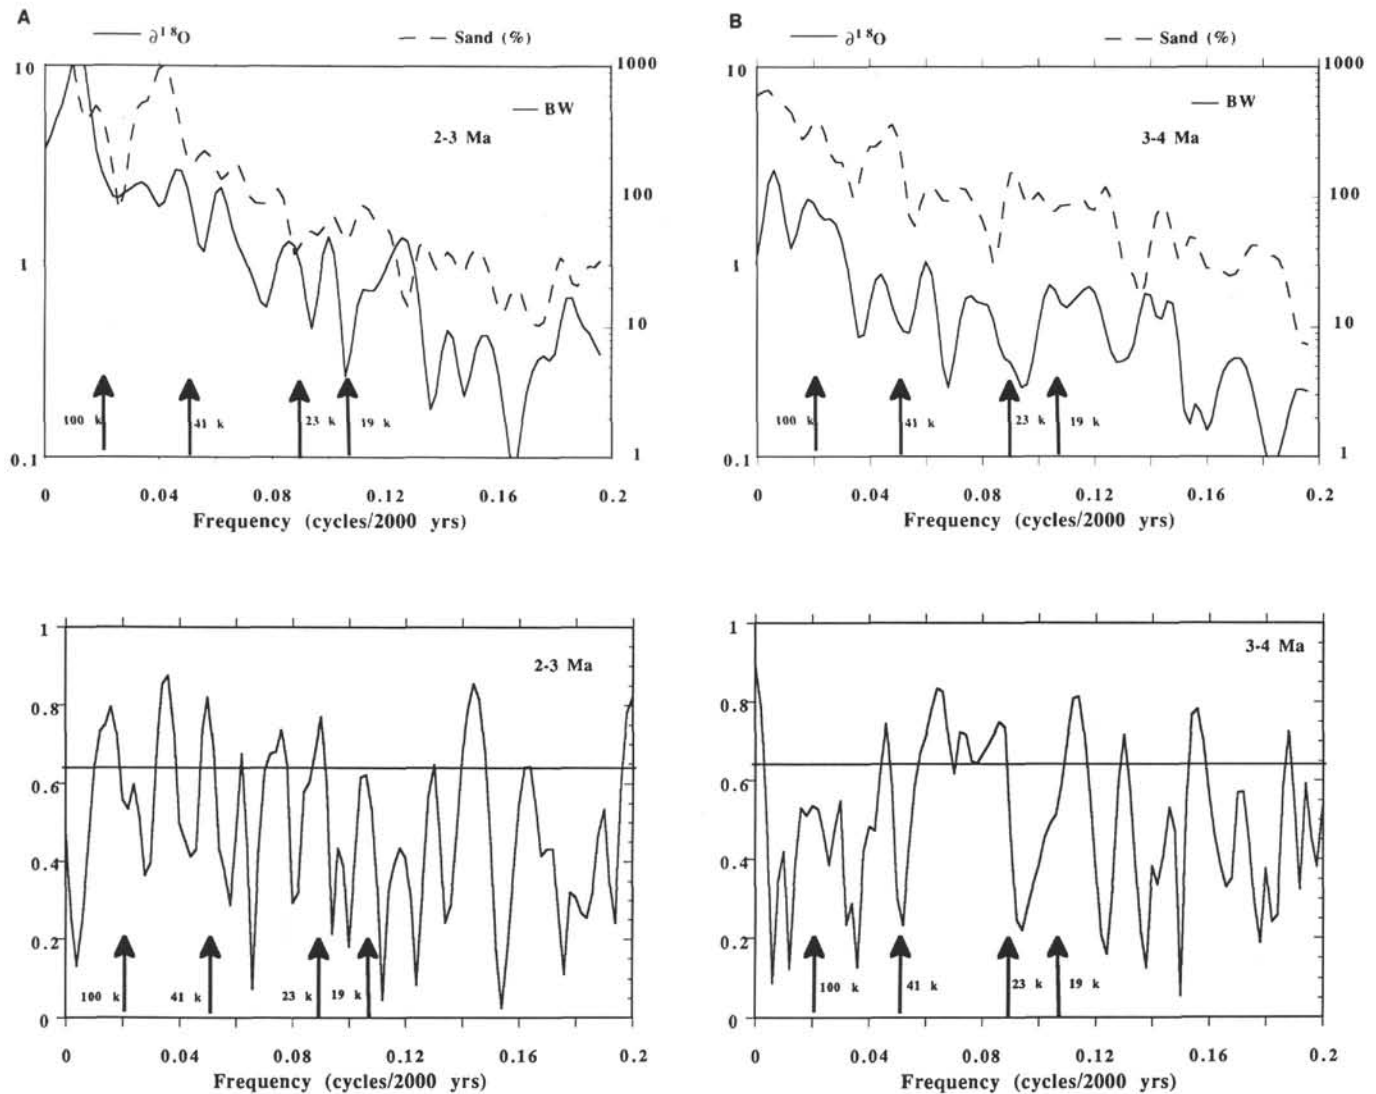 A
∂18O
Sand (%)
10
1000
BW
2-3 Ma
100
1
10
100 k
41 k
23 k
19 k
0.1
1
0
0.04
0.08
0.12
0.16
0.2
Frequency (cycles/2000 yrs)
B
∂18O
Sand (%)
10
1000
BW
3-4 Ma
100
1
10
100 k
41 k
23 k
19 k
0.1
1
0
0.04
0.08
0.12
0.16
0.2
Frequency (cycles/2000 yrs)
1
2-3 Ma
0.8
0.6
0.4
0.2
100 k
41 k
23 k
19 k
0
0
0.04
0.08
0.12
0.16
0.2
Frequency (cycles/2000 yrs)
1
3-4 Ma
0.8
0.6
0.4
0.2
100 k
41 k
23 k
19 k
0
0
0.04
0.08
0.12
0.16
0.2
Frequency (cycles/2000 yrs)